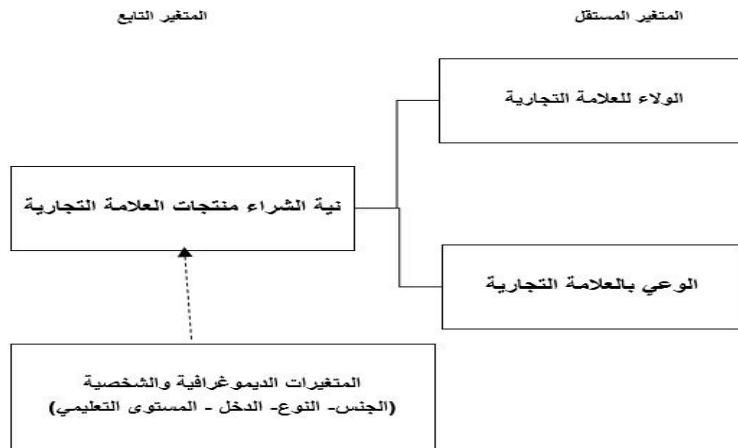 المتغير المستقل
المتغير التابع
الولاء للعلامة التجارية
نية الشراء منتجات العلامة التجارية
الوعي بالعلامة التجارية
المتغيرات الديموغرافية والشخصية
(الجنس- النوع- الدخل - المستوى التعليمي)